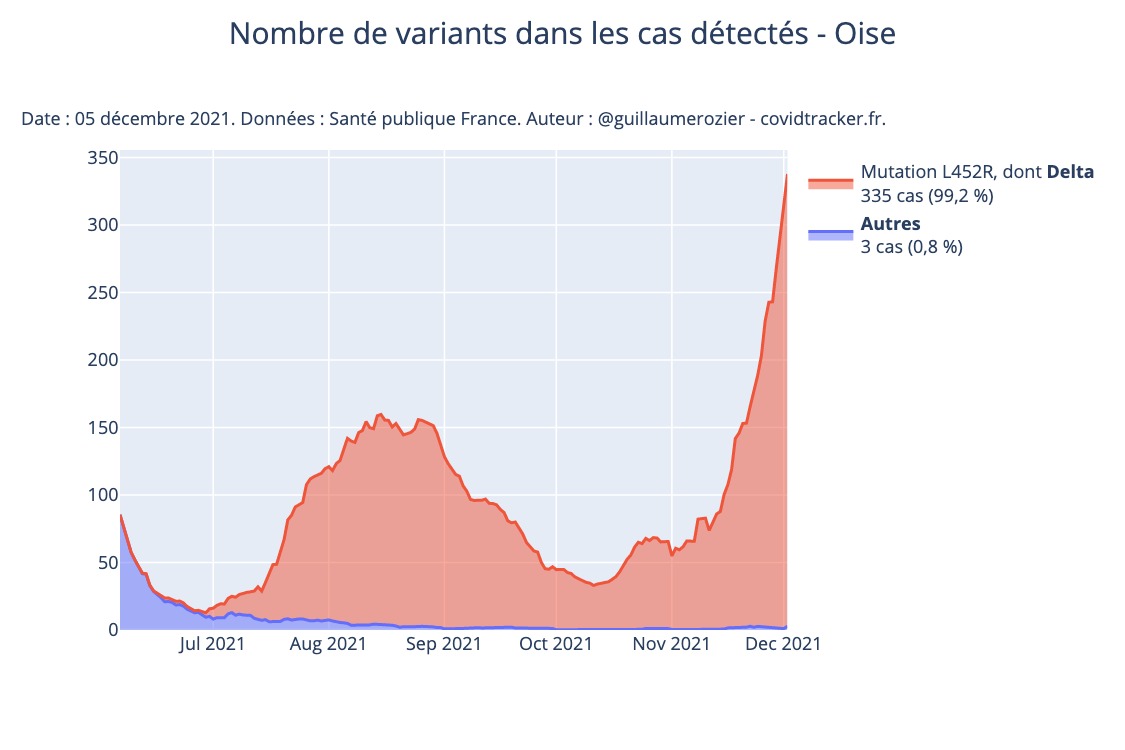 Nombre de variants dans les cas détectés - Oise
Date : 05 décembre 2021. Données : Santé publique France. Auteur : @guillaumerozier - covidtracker.fr.
350
300
250
200
150
100
50
0
Jul 2021 Aug 2021 Sep 2021 Oct 2021 Nov 2021 Dec 2021
Mutation L452R, dont Delta
335 cas (99,2 %)
Autres
3 cas (0,8 %)